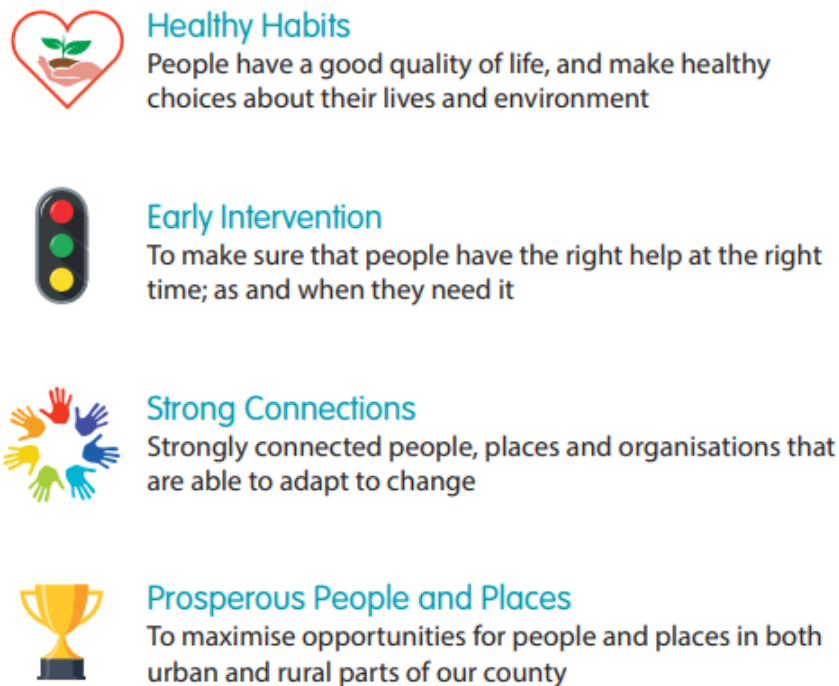 Healthy Habits
People have a good quality of life, and make healthy
choices about their lives and environment
Early Intervention
To make sure that people have the right help at the right
time; as and when they need it
Strong Connections
Strongly connected people, places and organisations that
are able to adapt to change
Prosperous People and Places
To maximise opportunities for people and places in both
urban and rural parts of our county